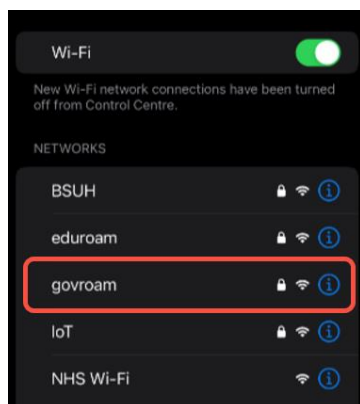 Wi-Fi
New Wi-Fi network connections have been turned
off from Control Centre.
NETWORKS
BSUH
eduroam
govroam
IoT
NHS Wi-Fi